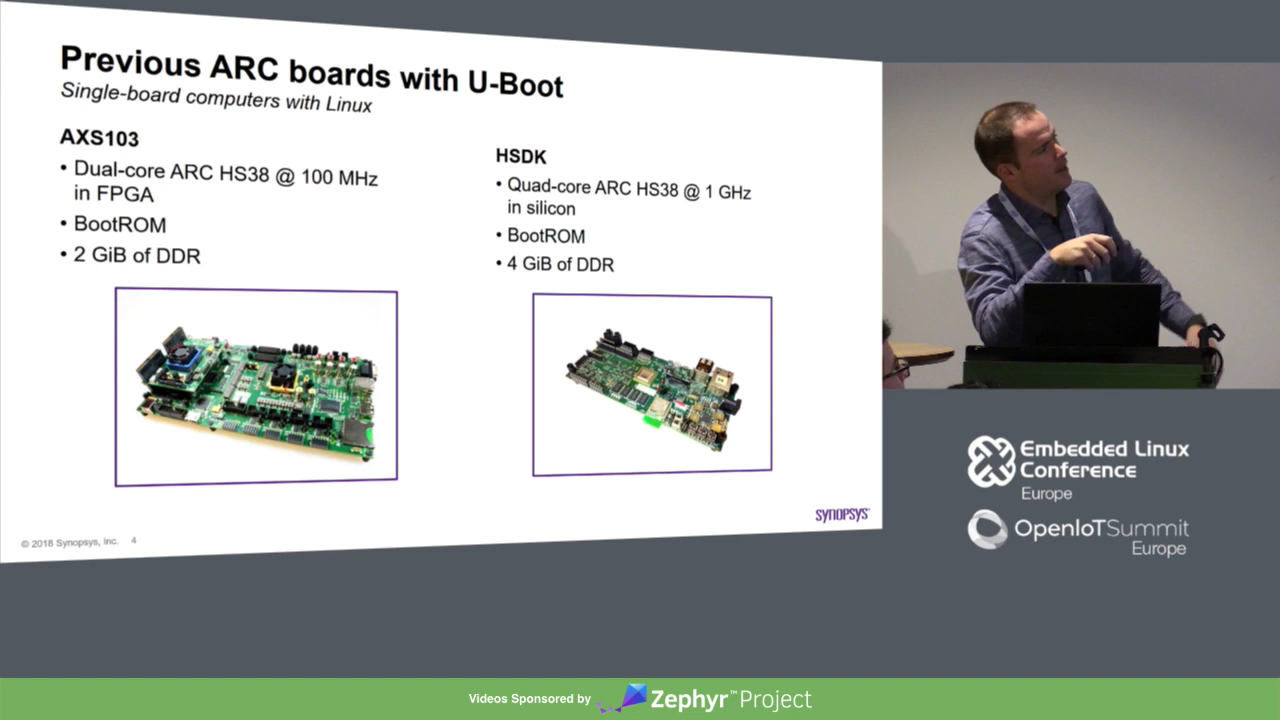 Previous ARC boards with U-Boot
Single-board computers with Linux
AXS103
• Dual-core ARC HS38 @ 100 MHz
in FPGA
• BootROM
• 2 GiB of DDR
HSDK
• Quad-core ARC HS38 @ 1 GHz
in silicon
• BootROM
• 4 GiB of DDR
SYNOPSYS®
© 2018 Synopsys, Inc. 4
Embedded Linux
Conference
Europe
OpenIoTSummit
Europe
Videos Sponsored by Zephyr™Project